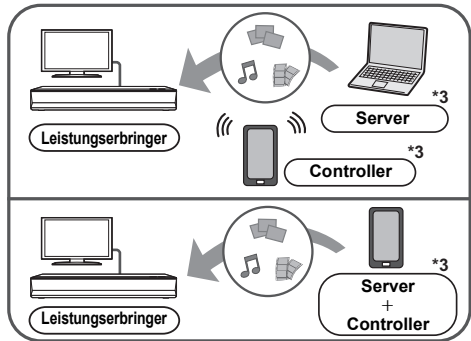 *3
Server
Leistungserbringer
*3
Controller
*3
Server
+
Controller
Leistungserbringer